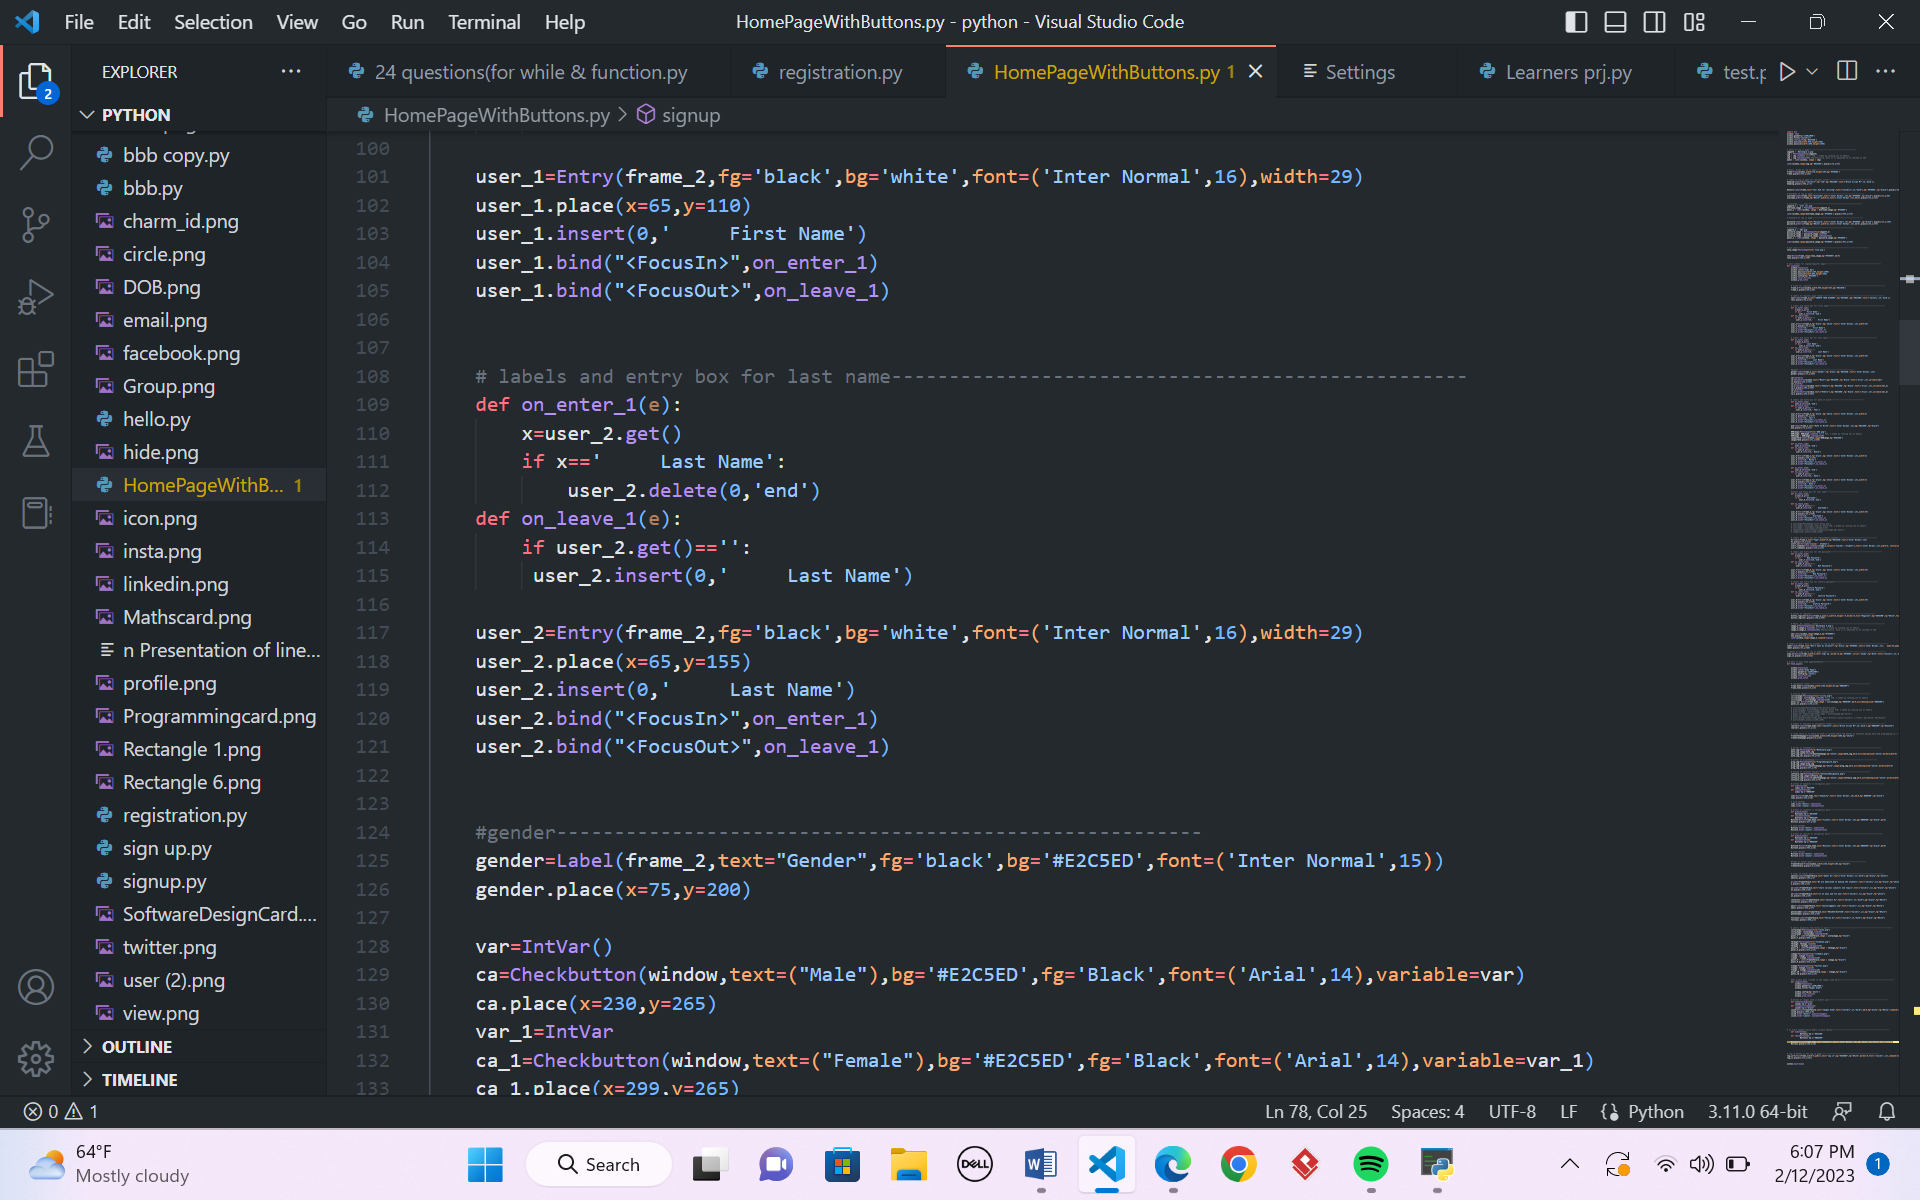 File Edit Selection View Go Run Terminal Help
HomePageWithButtons.py - python - Visual Studio Code
EXPLORER
24 questions(for while & function.py
registration.py
HomePageWithButtons.py 1
Settings
Learners prj.py
test.p
2
PYTHON
HomePageWithButtons.py > signup
bbb copy.py
bbb.py
charm_id.png
circle.png
DOB.png
email.png
facebook.png
Group.png
hello.py
hide.png
HomePageWithB... 1
icon.png
insta.png
linkedin.png
Mathscard.png
n Presentation of line...
profile.png
Programmingcard.png
Rectangle 1.png
Rectangle 6.png
registration.py
sign up.py
signup.py
SoftwareDesignCard....
twitter.png
user (2).png
view.png
OUTLINE
TIMELINE
100
101 user_1=Entry(frame_2,fg='black',bg='white',font=('Inter Normal',16),width=29)
102 user_1.place(x=65,y=110)
103 user_1.insert(0,'     First Name')
104 user_1.bind("<FocusIn>",on_enter_1)
105 user_1.bind("<FocusOut>",on_leave_1)
106
107
108 # labels and entry box for last name--------------------------------------------------
109 def on_enter_1(e):
110     x=user_2.get()
111     if x=='     Last Name':
112         user_2.delete(0,'end')
113 def on_leave_1(e):
114     if user_2.get()=='':
115      user_2.insert(0,'     Last Name')
116
117 user_2=Entry(frame_2,fg='black',bg='white',font=('Inter Normal',16),width=29)
118 user_2.place(x=65,y=155)
119 user_2.insert(0,'     Last Name')
120 user_2.bind("<FocusIn>",on_enter_1)
121 user_2.bind("<FocusOut>",on_leave_1)
122
123
124 #gender--------------------------------------------------------
125 gender=Label(frame_2,text="Gender",fg='black',bg='#E2C5ED',font=('Inter Normal',15))
126 gender.place(x=75,y=200)
127
128 var=IntVar()
129 ca=Checkbutton(window,text=("Male"),bg='#E2C5ED',fg='Black',font=('Arial',14),variable=var)
130 ca.place(x=230,y=265)
131 var_1=IntVar
132 ca_1=Checkbutton(window,text=("Female"),bg='#E2C5ED',fg='Black',font=('Arial',14),variable=var_1)
133 ca_1.place(x=299,y=265)
0 1
Ln 78, Col 25 Spaces: 4 UTF-8 LF Python 3.11.0 64-bit
64°F
Mostly cloudy
Search
DELL
6:07 PM
2/12/2023
1